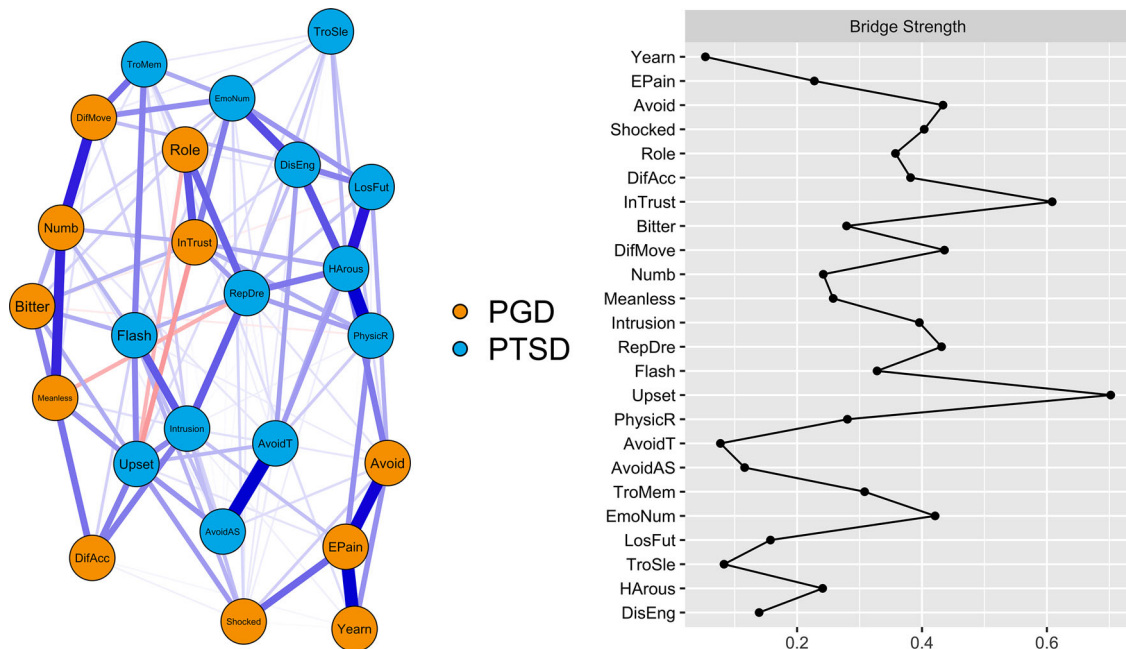 TroSle
TroMem
EmoNum
DifMove
Role
DisEng
LosFut
Numb
InTrust
HArous
RepDre
Bitter
Flash
PhysicR
Meanless
Intrusion
AvoidT
Upset
Avoid
AvoidAS
EPain
DifAcc
Shocked
Yearn
PGD
PTSD
Bridge Strength
Yearn
EPain
Avoid
Shocked
Role
DifAcc
InTrust
Bitter
DifMove
Numb
Meanless
Intrusion
RepDre
Flash
Upset
PhysicR
AvoidT
AvoidAS
TroMem
EmoNum
LosFut
TroSle
HArous
DisEng
0.2 0.4 0.6